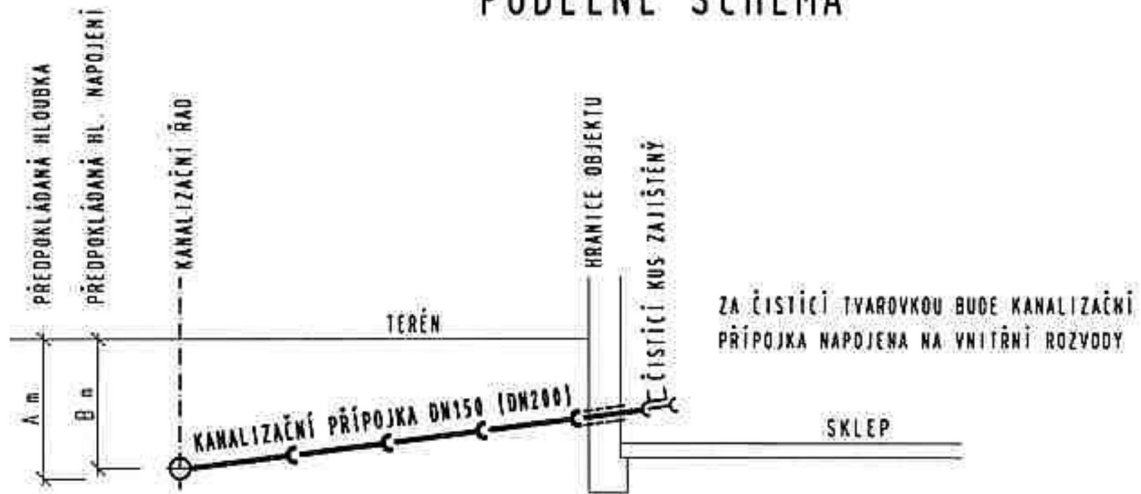 PODÉLNÉ SCHÉMA
PŘEDPOKLÁDANÁ HLOUBKA
PŘEDPOKLÁDANÁ HL. NAPOJENÍ
KANALIZAČNÍ ŘAD
HRANICE OBJEKTU
ČISTÍCÍ KUS ZAJIŠTĚNÝ
TERÉN
ZA ČISTÍCÍ TVAROVKOU BUDE KANALIZAČNÍ
PŘÍPOJKA NAPOJENA NA VNITŘNÍ ROZVODY
A m
B m
KANALIZAČNÍ PŘÍPOJKA DN150 (DN200)
SKLEP